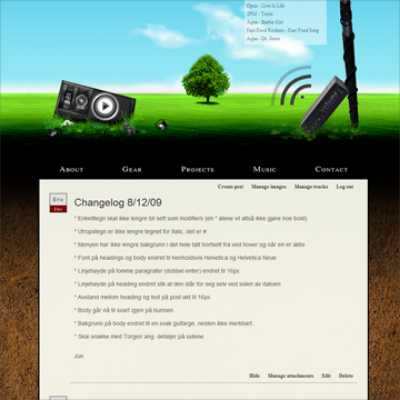 Opus - Live Is Life
2Pbl - Totus
Aqua - Barbie Girl
Fast Food Rockers - Fast Food Song
Aqua - Dr. Jones
About Gear Projects Music Contact
Create post Manage images Manage tracks Log out
8TH
Dec
Changelog 8/12/09
* Enkeltlegn skal ikke lengre bli sett som modifiers (en * alene vil altså ikke gjøre noe bold)
* Utropstegn er ikke lengre tegnet for italic, det er #
* Menyen har ikke lengre bakgrunn i det hele tatt bortsett fra ved hover og når en er aktiv
* Font på headings og body endret til henholdsvis Helvetica og Helvetica Neue
* Linjehøyde på tomme paragrafer (dobbel enter) endret til 16px
* Linjehøyde på heading endret slik at den står for seg selv ved siden av datoen
* Avstand mellom heading og text på post økt til 16px
* Body går nå til svart igjen på bunnen
* Bakgrunn på body endret til en svak gulfarge, nesten ikke merkbart.
* Skal snakke med Torgeir ang. detaljer på sidene
Jon
Hide Manage attachments Edit Delete